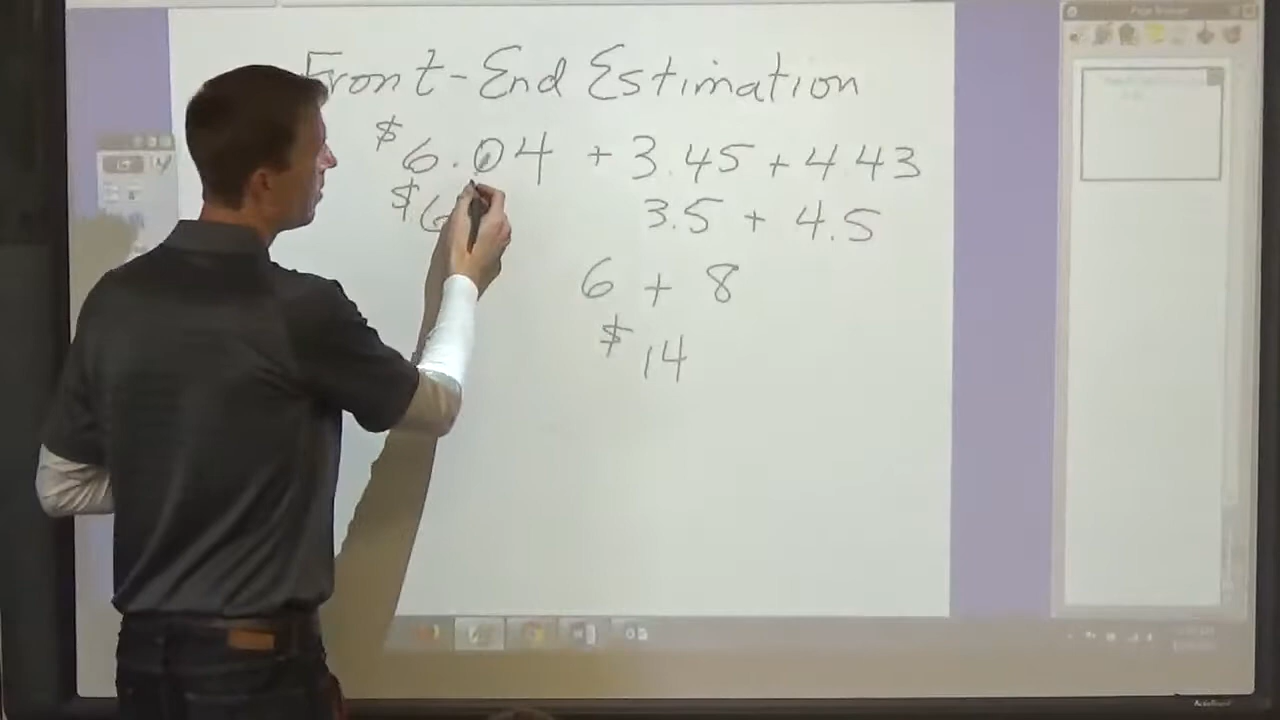 Front-End Estimation
$6.04 + 3.45 + 4.43
$6 3.5 + 4.5
6 + 8
$14